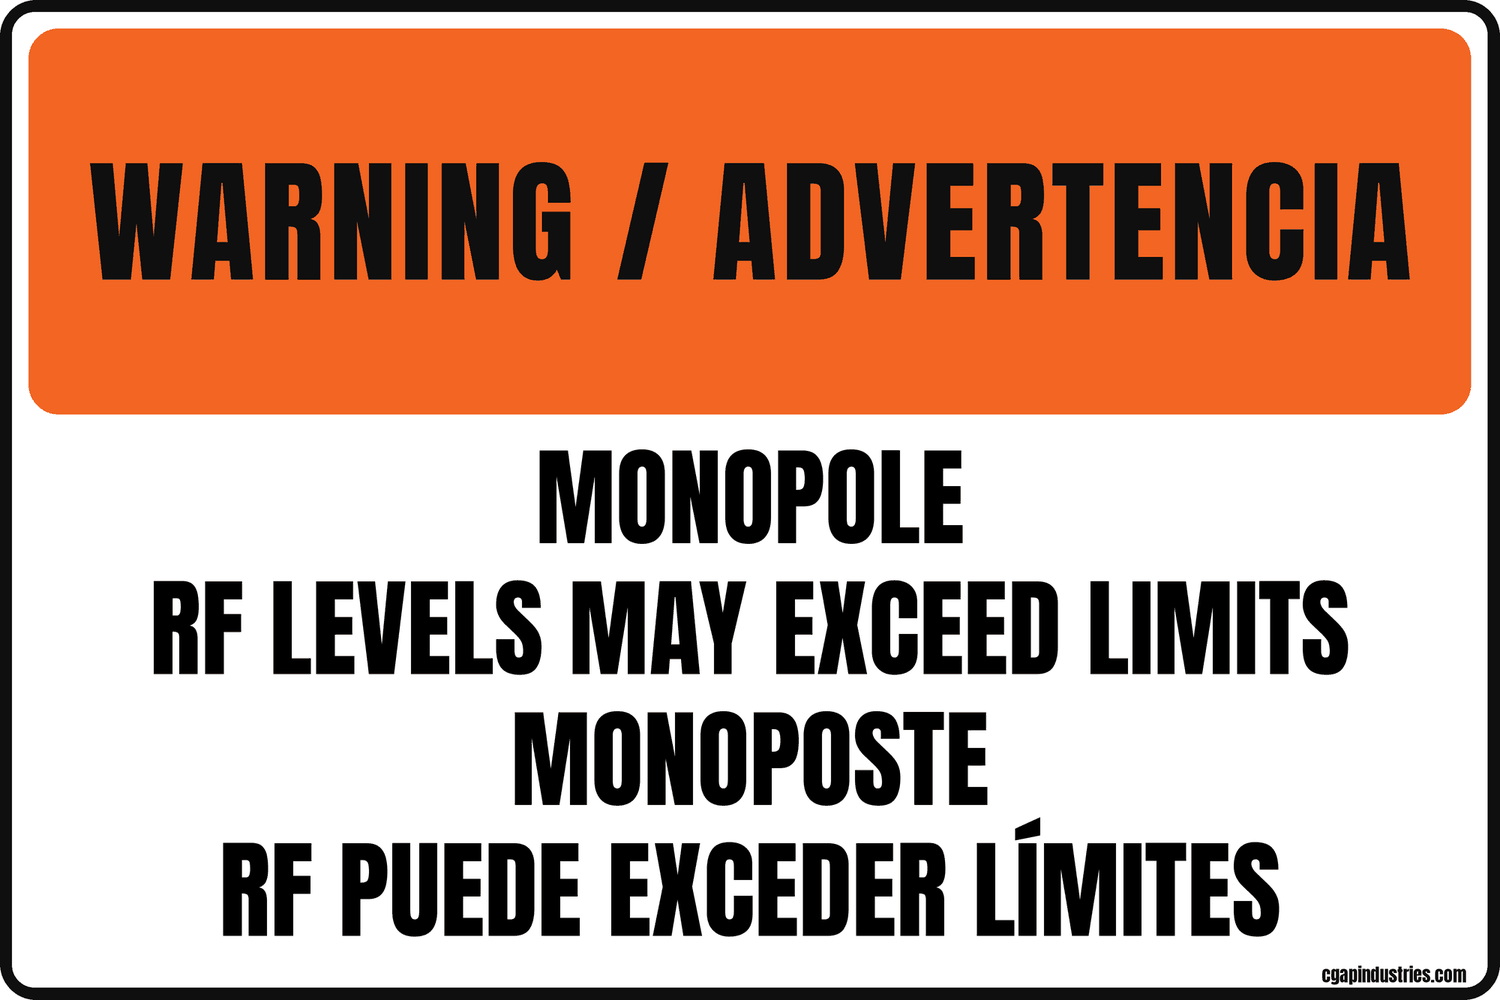 WARNING / ADVERTENCIA
MONOPOLE
RF LEVELS MAY EXCEED LIMITS
MONOPOSTE
RF PUEDE EXCEDER LÍMITES
cgapindustries.com